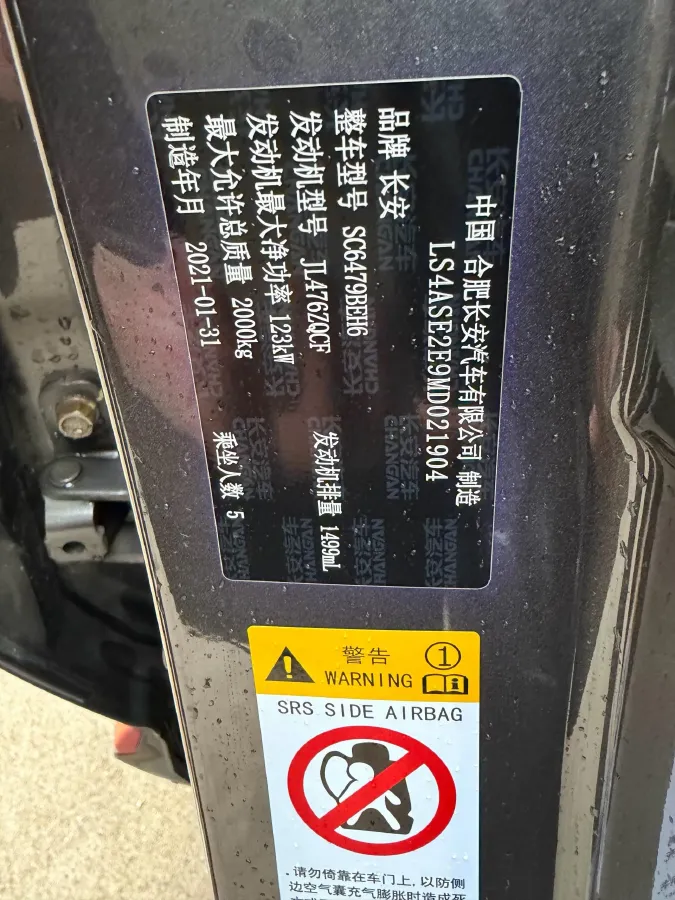 中国 合肥长安汽车有限公司 制造
LS4ASE2E9MD021904
品牌 长安
整车型号 SC6479BEH6
发动机型号 JL476ZQCF 发动机排量 1499mL
发动机最大净功率 123kW
最大允许总质量 2000kg
制造年月 2021-01-31 乘坐人数 5
警告 1
WARNING
SRS SIDE AIRBAG
.请勿倚靠在车门上,以防侧
边空气囊充气膨胀时造成死